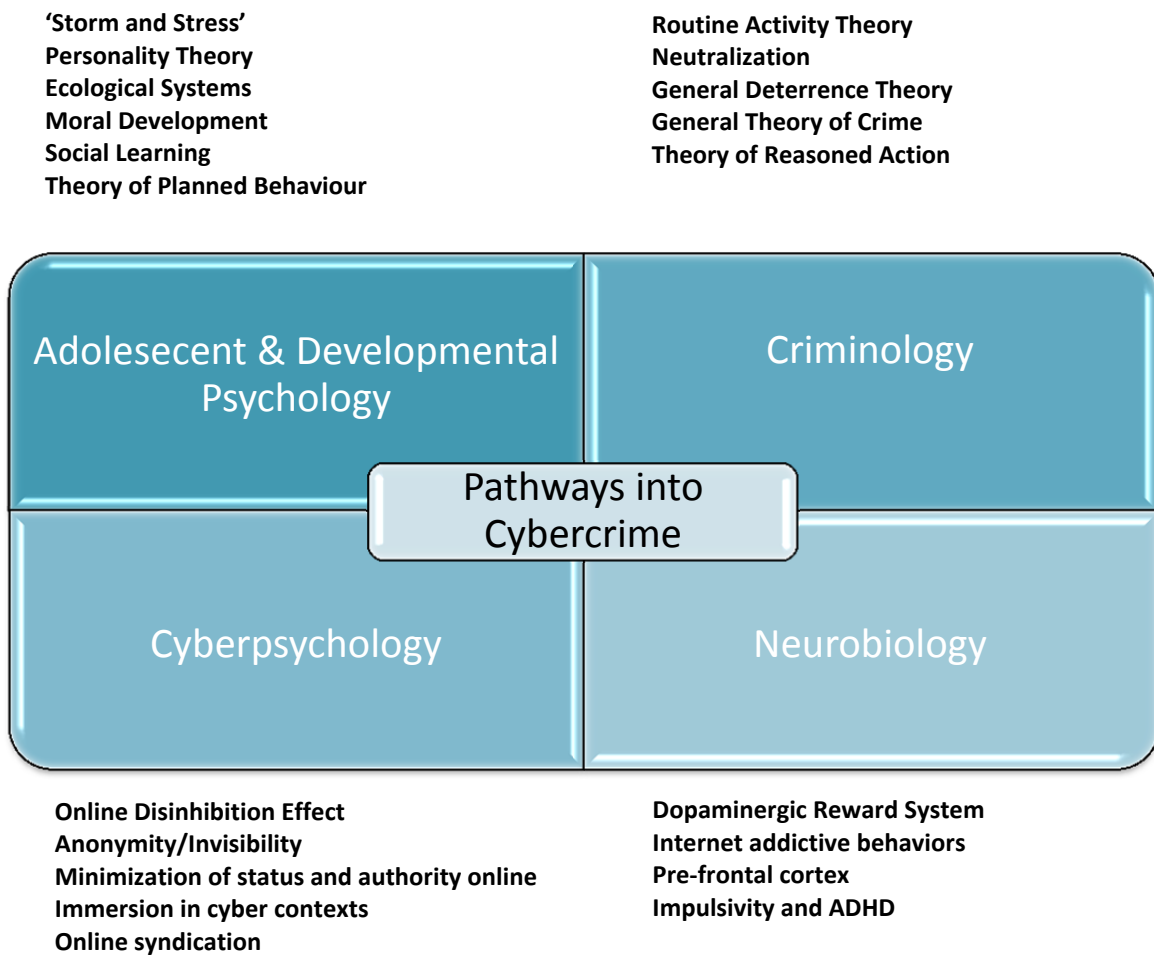 ‘Storm and Stress’
Personality Theory
Ecological Systems
Moral Development
Social Learning
Theory of Planned Behaviour
Routine Activity Theory
Neutralization
General Deterrence Theory
General Theory of Crime
Theory of Reasoned Action
Adolesecent & Developmental
Psychology
Criminology
Pathways into
Cybercrime
Cyberpsychology
Neurobiology
Online Disinhibition Effect
Anonymity/Invisibility
Minimization of status and authority online
Immersion in cyber contexts
Online syndication
Dopaminergic Reward System
Internet addictive behaviors
Pre-frontal cortex
Impulsivity and ADHD